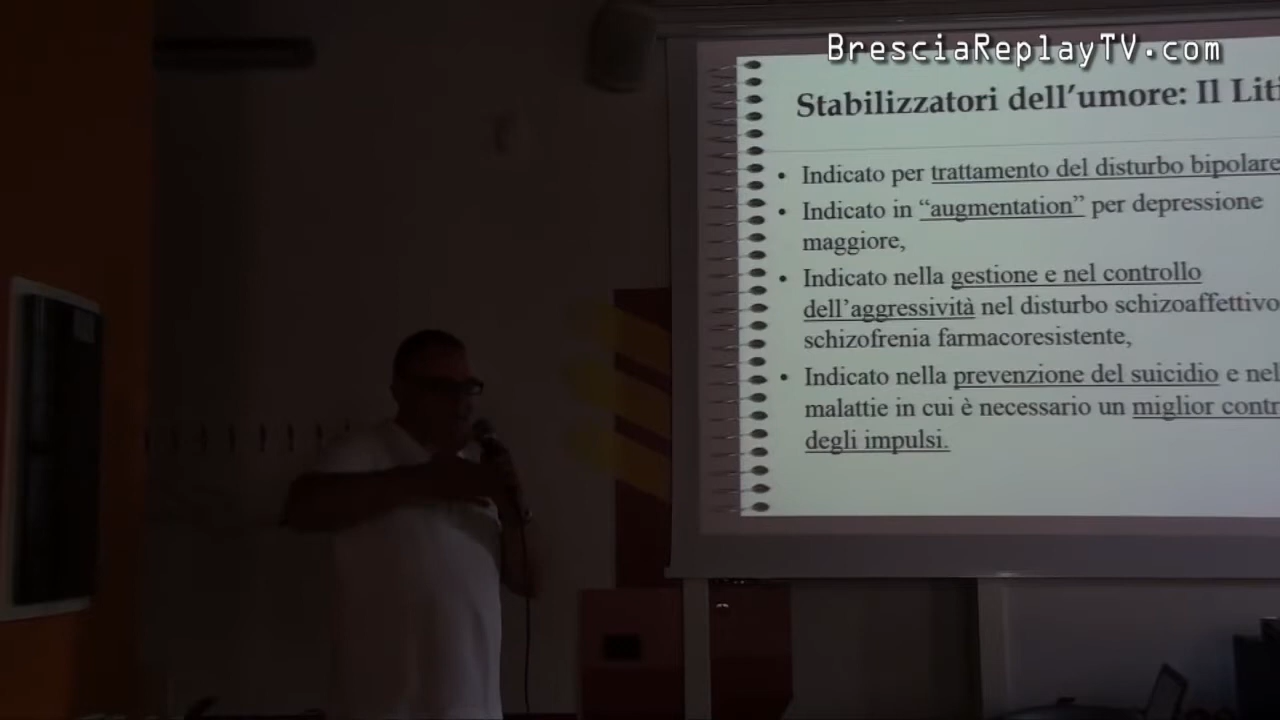 BresciaReplayTV.com
Stabilizzatori dell'umore: Il Liti
• Indicato per trattamento del disturbo bipolare
• Indicato in “augmentation” per depressione
maggiore,
• Indicato nella gestione e nel controllo
dell'aggressività nel disturbo schizoaffettivo
schizofrenia farmacoresistente,
• Indicato nella prevenzione del suicidio e nel
malattie in cui è necessario un miglior contr
degli impulsi.